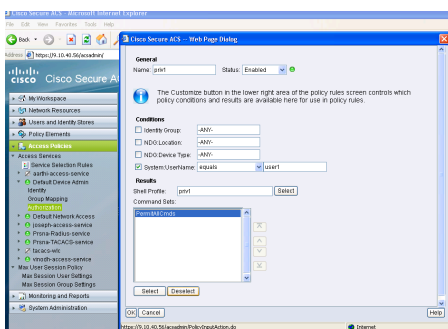 Cisco Secure ACS - Microsoft Internet Explorer
File Edit View Favorites Tools Help
Back
Address https://9.10.40.56/acsadmin/
CISCO Cisco Secure A
My Workspace
Network Resources
Users and Identity Stores
Policy Elements
Access Policies
Access Services
Service Selection Rules
aarthi-access-service
Default Device Admin
Identity
Group Mapping
Authorization
Default Network Access
joseph-access-service
Prsna-Radius-service
Prsna-TACACS-service
tacacs-wlc
vinodh-access-service
Max User Session Policy
Max Session User Settings
Max Session Group Settings
Monitoring and Reports
System Administration
Cisco Secure ACS -- Web Page Dialog
General
Name: priv1 Status: Enabled
The Customize button in the lower right area of the policy rules screen controls which
policy conditions and results are available here for use in policy rules.
Conditions
Identity Group: -ANY-
NDG:Location: -ANY-
NDG:Device Type: -ANY-
System:UserName: equals user1
Results
Shell Profile: priv1 Select
Command Sets:
PermitAllCmds
Select Deselect
OK Cancel Help
https://9.10.40.56/acsadmin/PolicyInputAction.do Internet